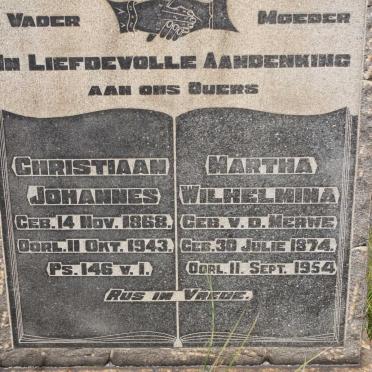 VADER MOEDER
IN LIEFDEVOLLE AANDENKING
AAN ONS OUERS
CHRISTIAAN
JOHANNES
GEB. 14 NOV. 1868.
OORL. 11 OKT. 1943.
PS. 146 V. 1.
MARTHA
WILHELMINA
GEB. V.D. MERWE
GEB. 30 JULIE 1874.
OORL. 11. SEPT. 1954
RUS IN VREDE.